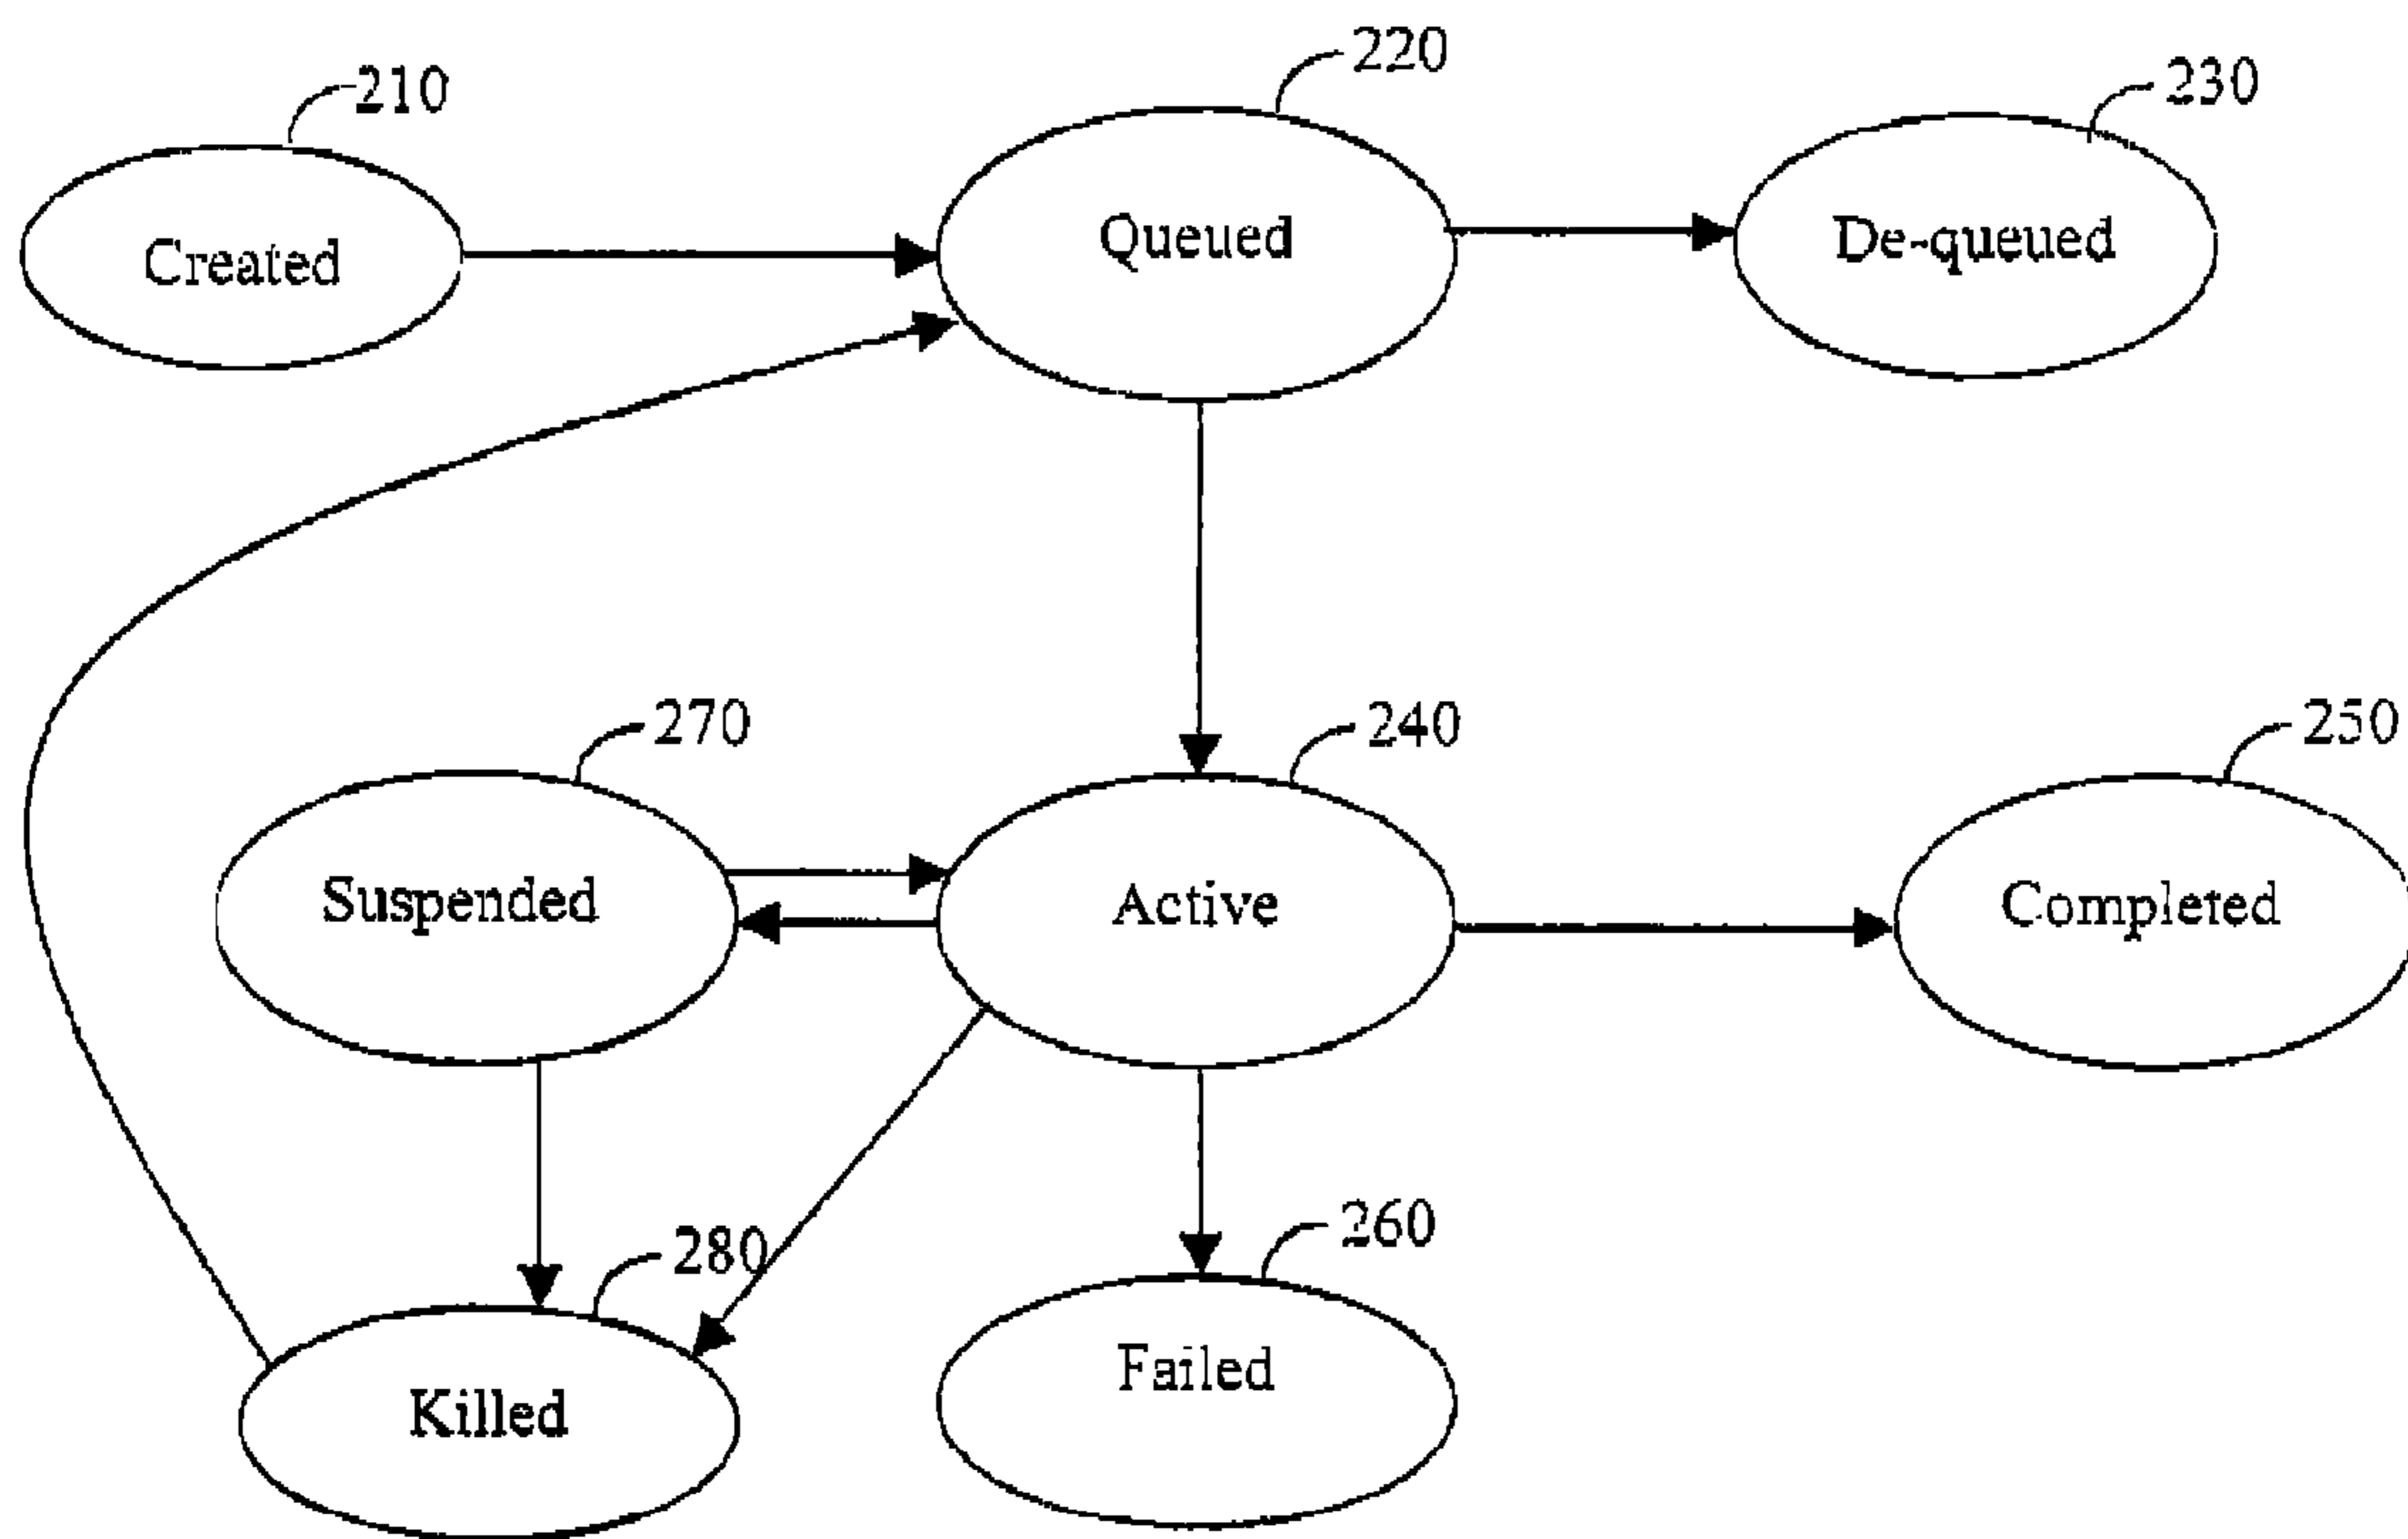 210
220
230
Created
Queued
De-queued
270
240
250
Suspended
Active
Completed
280
260
Killed
Failed